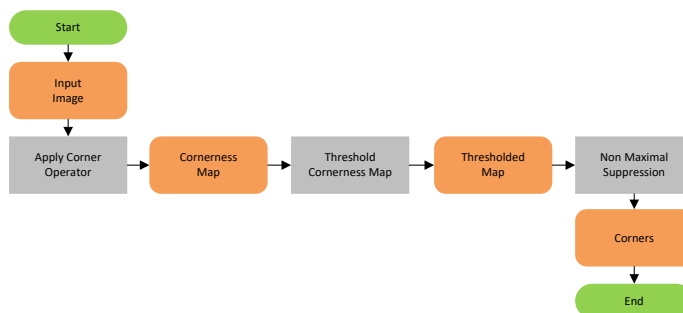 Start
Input
Image
Apply Corner
Operator
Cornerness
Map
Threshold
Cornerness Map
Thresholded
Map
Non Maximal
Suppression
Corners
End